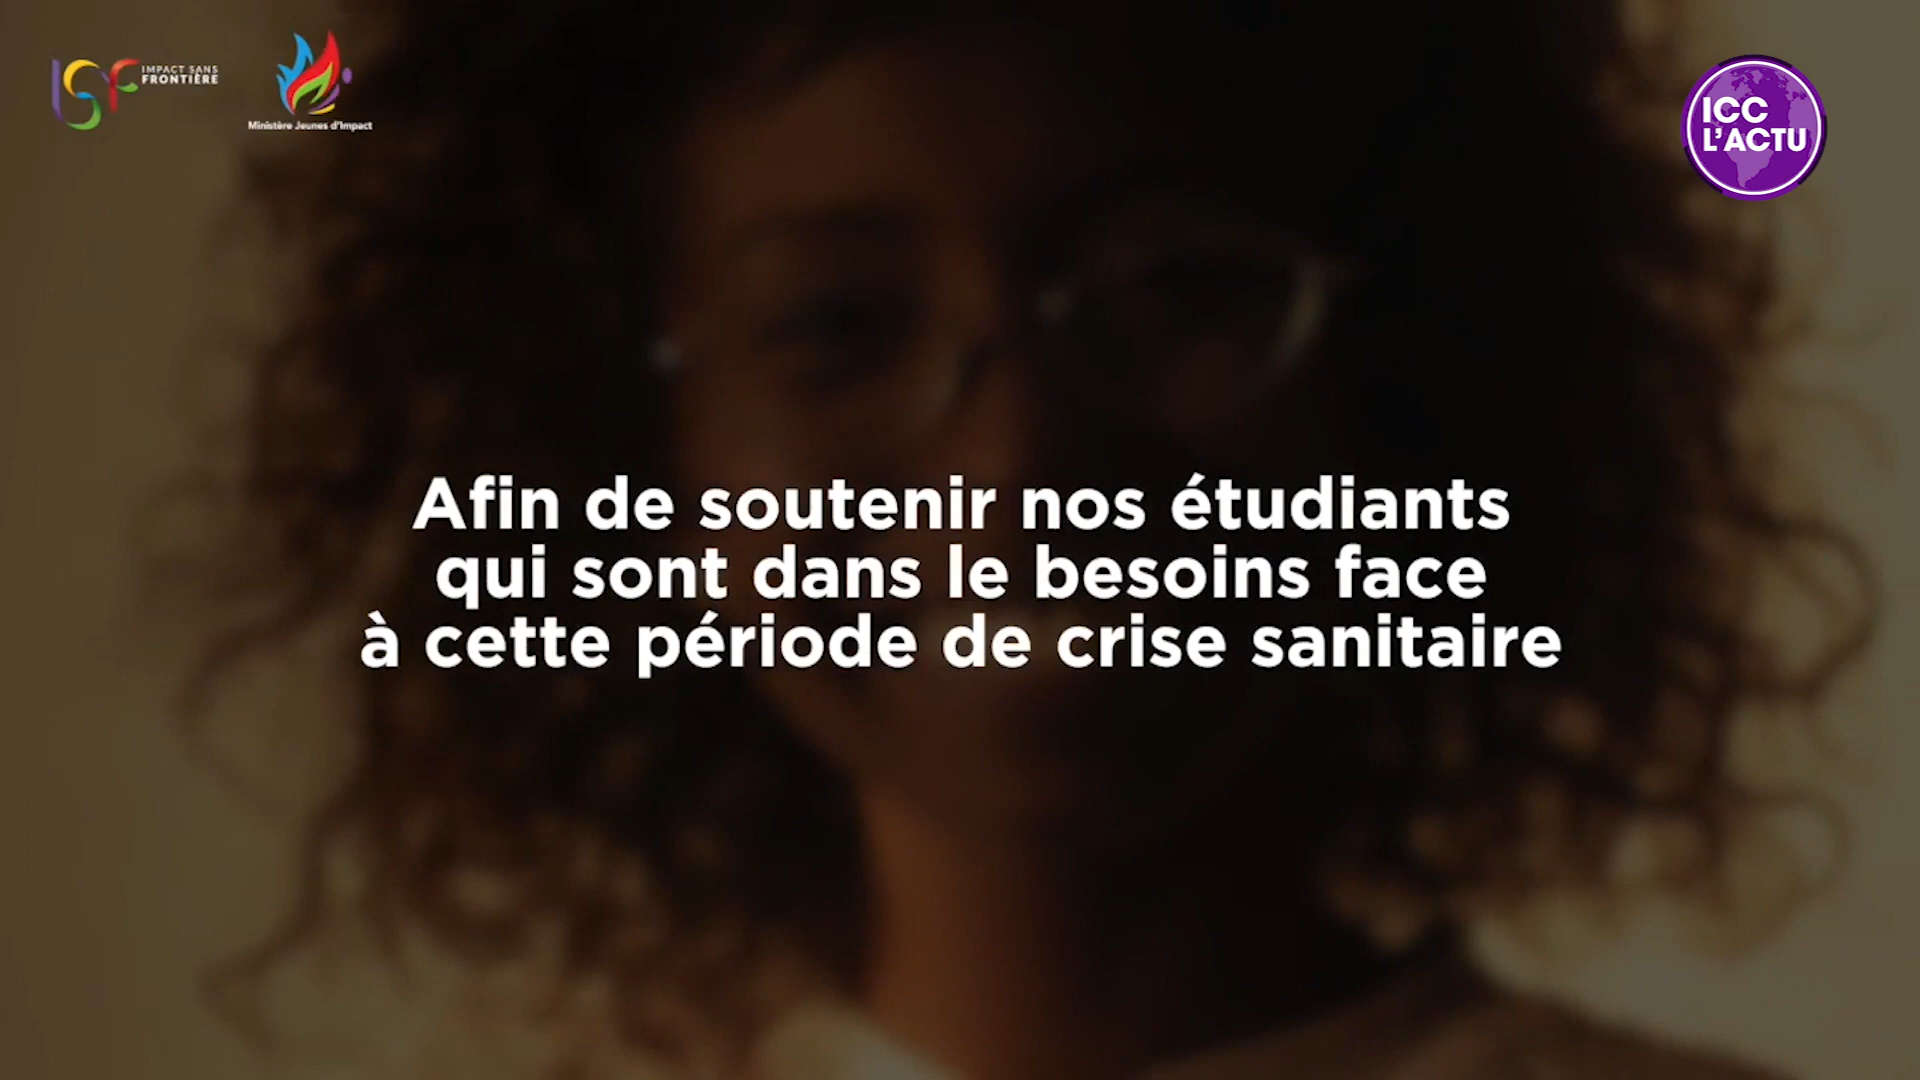 IMPACT SANS
FRONTIÈRE
ISF
Ministère Jeunes d'Impact
ICC
L'ACTU
Afin de soutenir nos étudiants
qui sont dans le besoins face
à cette période de crise sanitaire